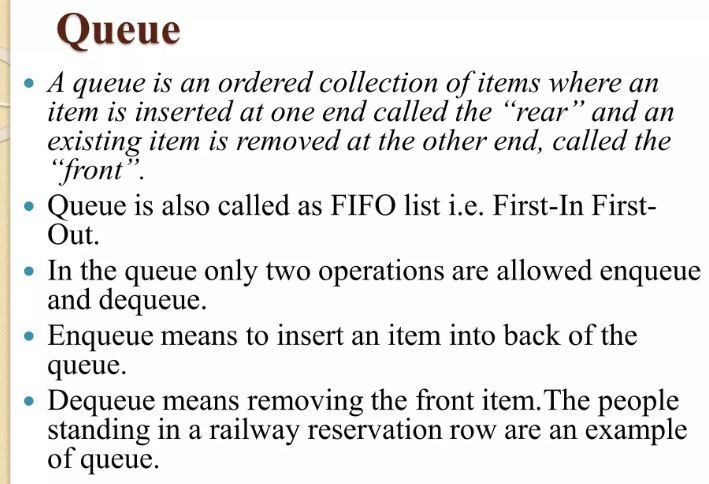 Queue
• A queue is an ordered collection of items where an
item is inserted at one end called the “rear” and an
existing item is removed at the other end, called the
“front”.
• Queue is also called as FIFO list i.e. First-In First-
Out.
• In the queue only two operations are allowed enqueue
and dequeue.
• Enqueue means to insert an item into back of the
queue.
• Dequeue means removing the front item.The people
standing in a railway reservation row are an example
of queue.